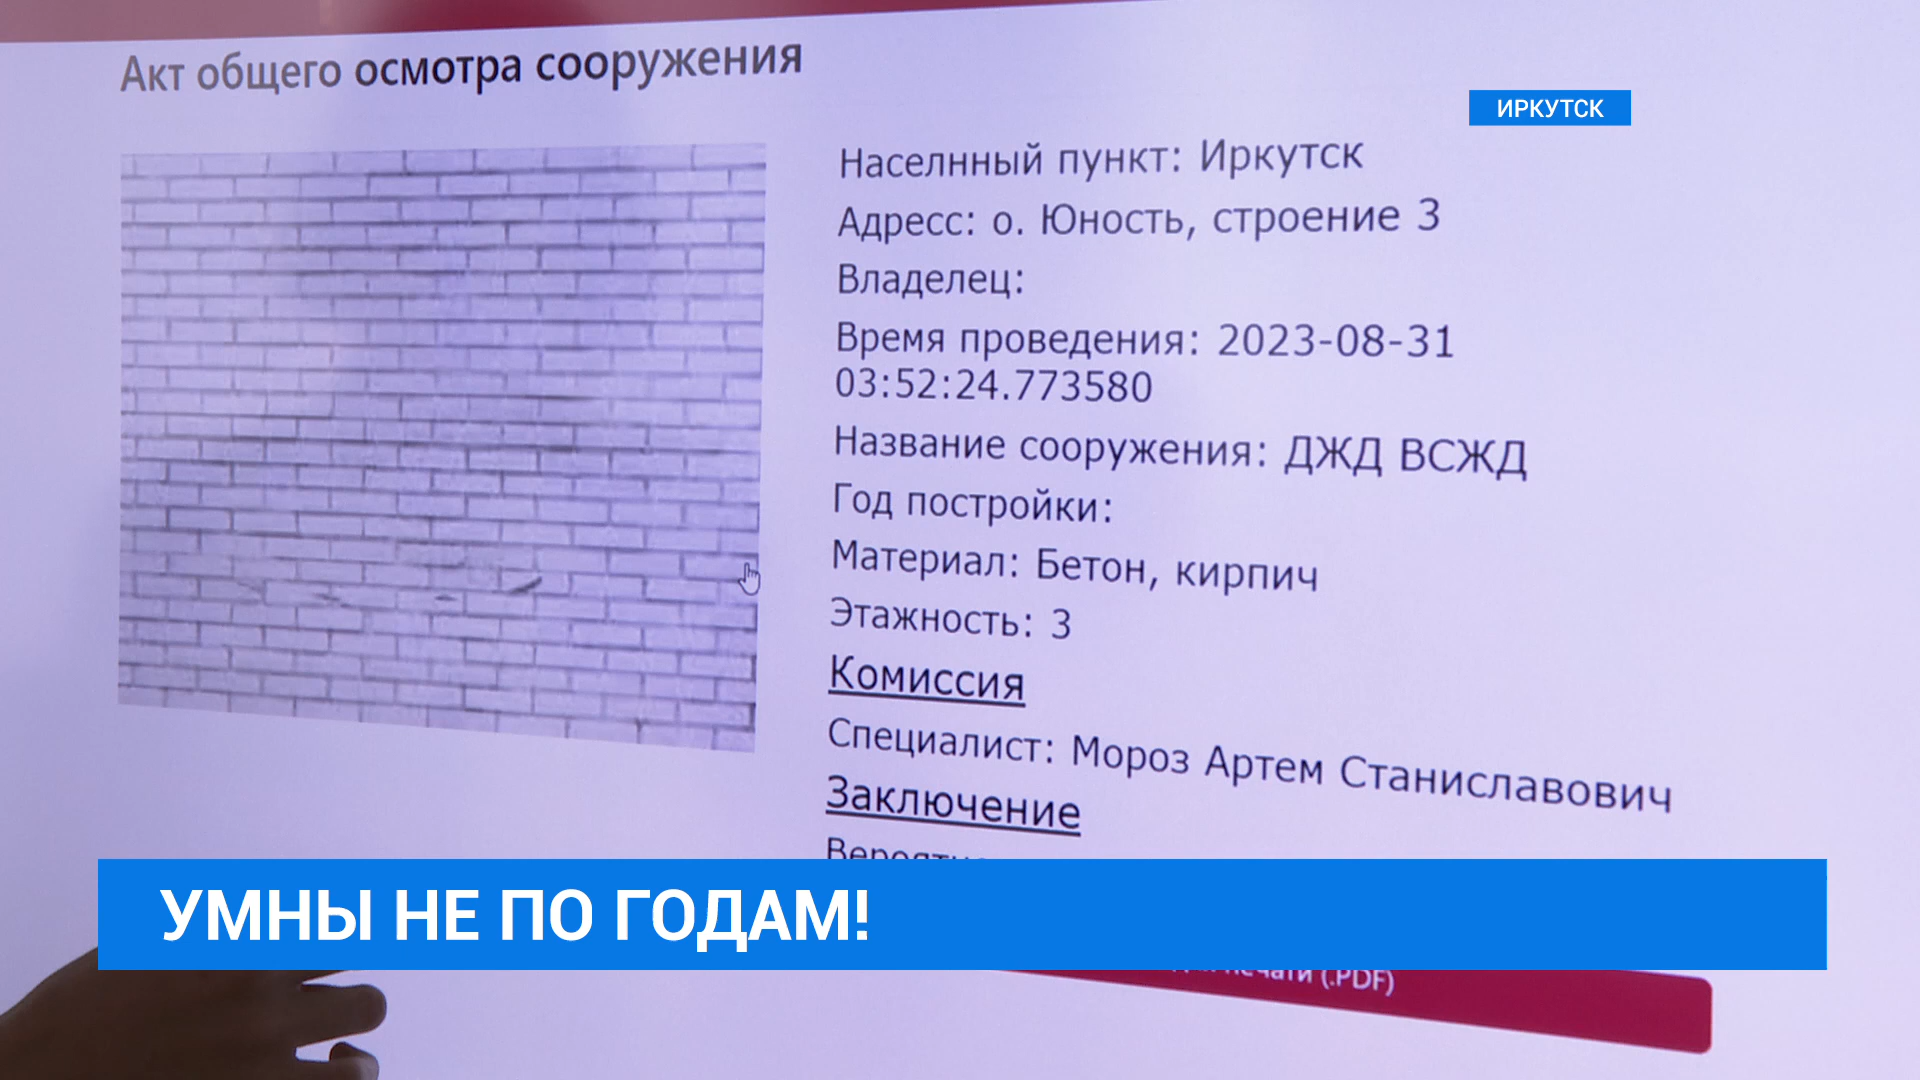 Акт общего осмотра сооружения
ИРКУТСК
Населнный пункт: Иркутск
Адресс: о. Юность, строение 3
Владелец:
Время проведения: 2023-08-31
03:52:24.773580
Название сооружения: ДЖД ВСЖД
Год постройки:
Материал: Бетон, кирпич
Этажность: 3
Комиссия
Специалист: Мороз Артем Станиславович
Заключение
УМНЫ НЕ ПО ГОДАМ!
печати (.PDF)